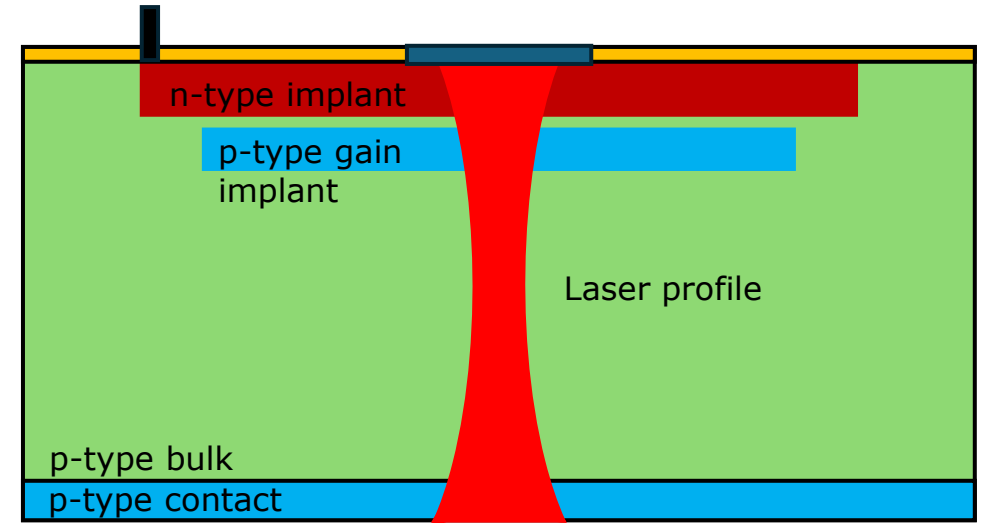 n-type implant
p-type gain
implant
Laser profile
p-type bulk
p-type contact